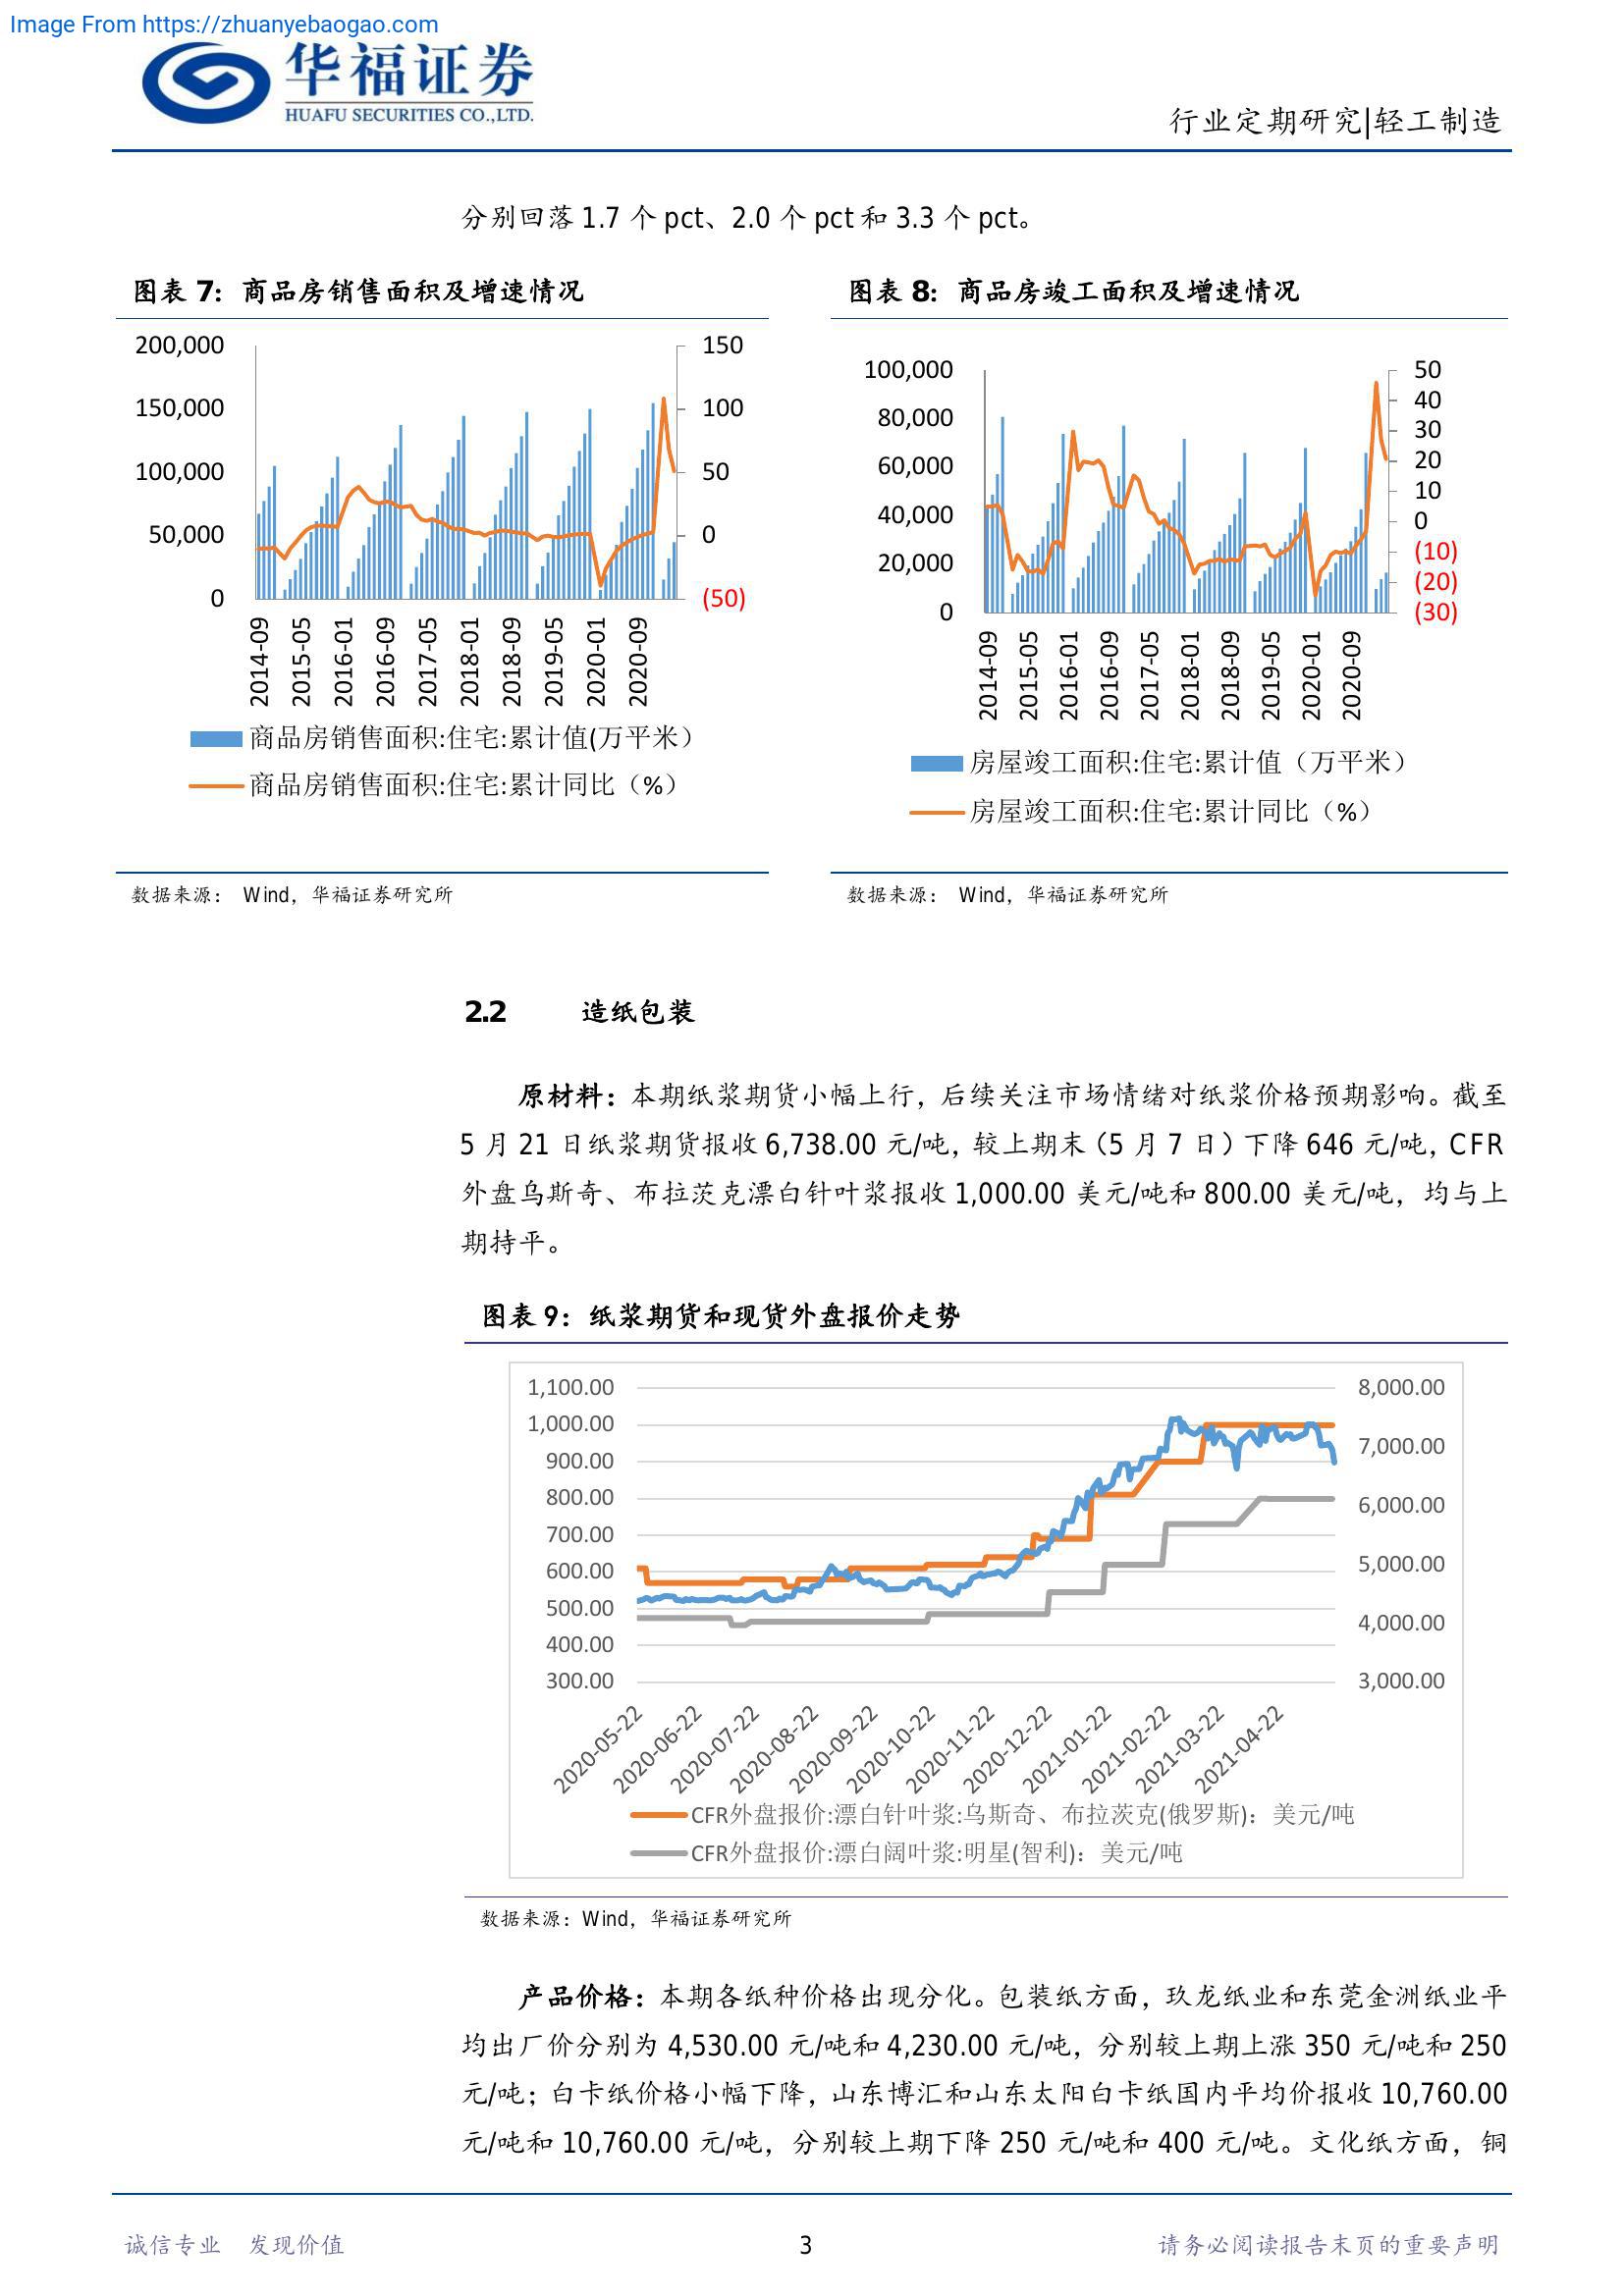 Image From https://zhuanyebaogao.com
华福证券
HUAFU SECURITIES CO.,LTD.
行业定期研究|轻工制造
分别回落 1.7 个 pct、2.0 个 pct 和 3.3 个 pct。
图表 7：商品房销售面积及增速情况
200,000
150,000
100,000
50,000
0
150
100
50
0
(50)
2014-09
2015-05
2016-01
2016-09
2017-05
2018-01
2018-09
2019-05
2020-01
2020-09
商品房销售面积:住宅:累计值(万平米）
商品房销售面积:住宅:累计同比（%）
数据来源： Wind，华福证券研究所
图表 8：商品房竣工面积及增速情况
100,000
80,000
60,000
40,000
20,000
0
50
40
30
20
10
0
(10)
(20)
(30)
2014-09
2015-05
2016-01
2016-09
2017-05
2018-01
2018-09
2019-05
2020-01
2020-09
房屋竣工面积:住宅:累计值（万平米）
房屋竣工面积:住宅:累计同比（%）
数据来源： Wind，华福证券研究所
2.2 造纸包装
原材料：本期纸浆期货小幅上行，后续关注市场情绪对纸浆价格预期影响。截至
5 月 21 日纸浆期货报收 6,738.00 元/吨，较上期末（5 月 7 日）下降 646 元/吨，CFR
外盘乌斯奇、布拉茨克漂白针叶浆报收 1,000.00 美元/吨和 800.00 美元/吨，均与上
期持平。
图表 9：纸浆期货和现货外盘报价走势
1,100.00
1,000.00
900.00
800.00
700.00
600.00
500.00
400.00
300.00
8,000.00
7,000.00
6,000.00
5,000.00
4,000.00
3,000.00
2020-05-22
2020-06-22
2020-07-22
2020-08-22
2020-09-22
2020-10-22
2020-11-22
2020-12-22
2021-01-22
2021-02-22
2021-03-22
2021-04-22
CFR外盘报价:漂白针叶浆:乌斯奇、布拉茨克(俄罗斯)：美元/吨
CFR外盘报价:漂白阔叶浆:明星(智利)：美元/吨
数据来源：Wind，华福证券研究所
产品价格：本期各纸种价格出现分化。包装纸方面，玖龙纸业和东莞金洲纸业平
均出厂价分别为 4,530.00 元/吨和 4,230.00 元/吨，分别较上期上涨 350 元/吨和 250
元/吨；白卡纸价格小幅下降，山东博汇和山东太阳白卡纸国内平均价报收 10,760.00
元/吨和 10,760.00 元/吨，分别较上期下降 250 元/吨和 400 元/吨。文化纸方面，铜
诚信专业 发现价值
3
请务必阅读报告末页的重要声明